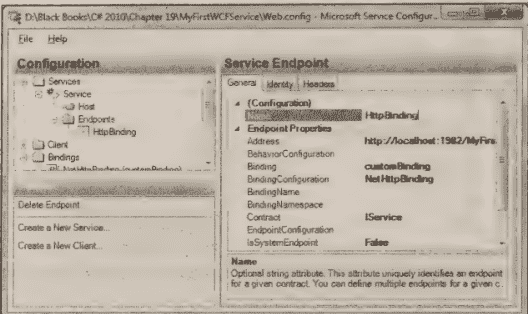 D:\Black Books\C# 2010\Chapter 19\MyFirstWCFService\Web.config - Microsoft Service Configur...
File Help
Configuration
Services
Service
Host
Endpoints
HttpBinding
Client
Bindings
NetHttpBinding (customBinding)
Delete Endpoint
Create a New Service...
Create a New Client...
Service Endpoint
General Identity Headers
(Configuration)
Name HttpBinding
Endpoint Properties
Address http://localhost:1982/MyFirs
BehaviorConfiguration
Binding customBinding
BindingConfiguration NetHttpBinding
BindingName
BindingNamespace
Contract IService
EndpointConfiguration
IsSystemEndpoint False
Name
Optional string attribute. This attribute uniquely identifies an endpoint
for a given contract. You can define multiple endpoints for a given c...